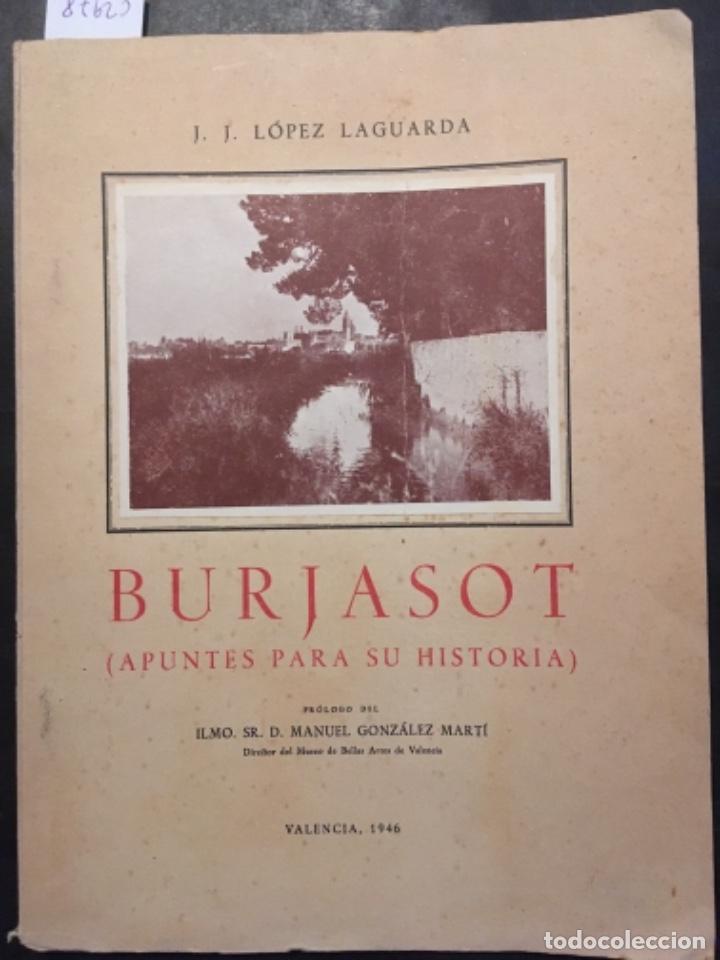 J. J. LÓPEZ LAGUARDA
BURJASOT
(APUNTES PARA SU HISTORIA)
PRÓLOGO DEL
ILMO. SR. D. MANUEL GONZÁLEZ MARTÍ
Director del Museo de Bellas Artes de Valencia
VALENCIA, 1946
todocoleccion